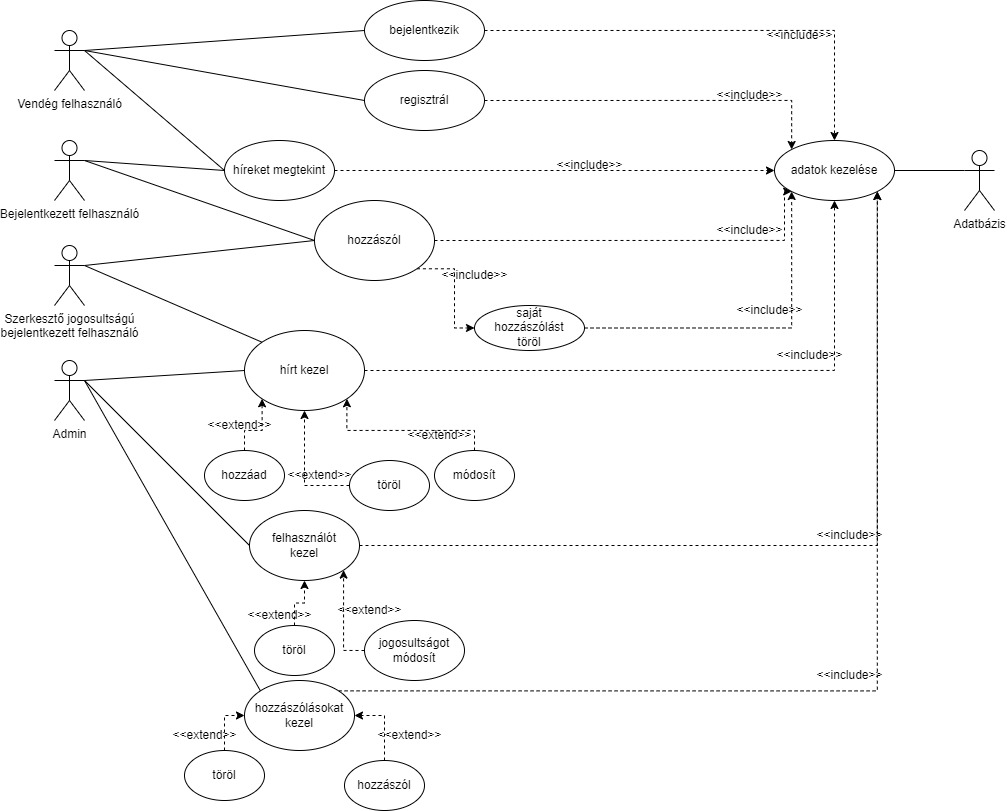 bejelentkezik
<<include>>
Vendég felhasználó
regisztrál
<<include>>
híreket megtekint
<<include>>
adatok kezelése
Adatbázis
Bejelentkezett felhasználó
hozzászól
<<include>>
<<include>>
Szerkesztő jogosultságú
bejelentkezett felhasználó
saját
hozzászólást
töröl
<<include>>
<<include>>
hírt kezel
Admin
<<extend>>
<<extend>>
hozzáad
<<extend>>
töröl
módosít
felhasználót
kezel
<<include>>
<<extend>>
<<extend>>
töröl
jogosultságot
módosít
<<include>>
hozzászólásokat
kezel
<<extend>>
<<extend>>
töröl
hozzászól